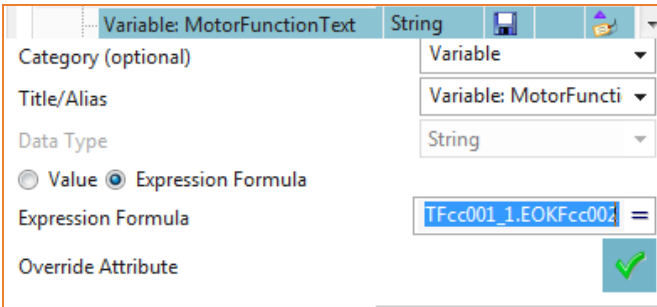 Variable: MotorFunctionText String
Category (optional) Variable
Title/Alias Variable: MotorFuncti
Data Type String
Value Expression Formula
Expression Formula TFcc001_1.EOKFcc002 =
Override Attribute